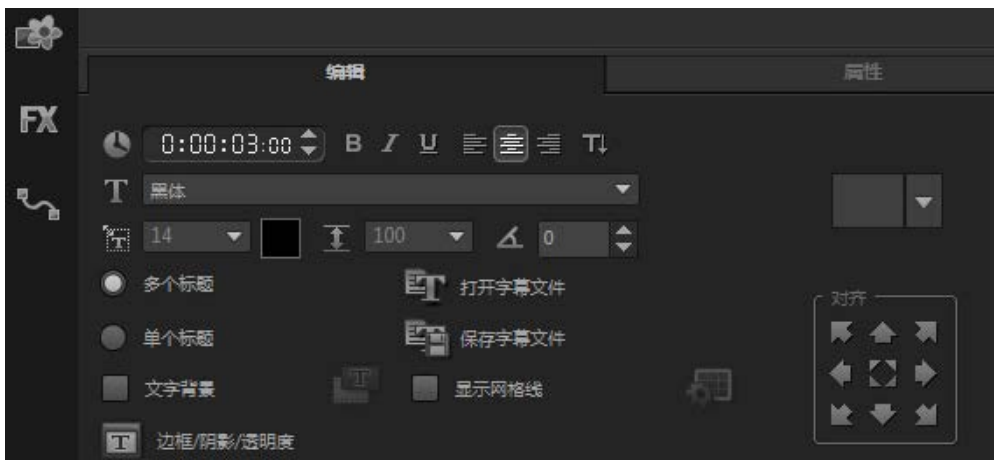 编辑 属性
FX
0:00:03:00 B I U T
T 黑体
T 14 100 0
多个标题 打开字幕文件
对齐
单个标题 保存字幕文件
文字背景 显示网格线
T 边框/阴影/透明度